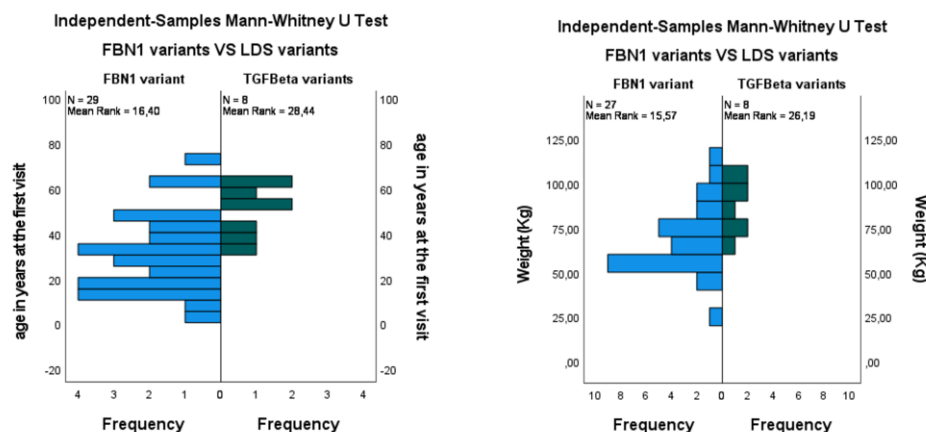 Independent-Samples Mann-Whitney U Test
FBN1 variants VS LDS variants
FBN1 variant TGFBeta variants
N = 29 N = 8
Mean Rank = 16,40 Mean Rank = 28,44
age in years at the first visit
100
80
60
40
20
0
-20
100
80
60
40
20
0
-20
age in years at the first visit
4 3 2 1 0 1 2 3 4
Frequency Frequency
Independent-Samples Mann-Whitney U Test
FBN1 variants VS LDS variants
FBN1 variant TGFBeta variants
N = 27 N = 8
Mean Rank = 15,57 Mean Rank = 26,19
Weight (Kg)
125,00
100,00
75,00
50,00
25,00
,00
125,00
100,00
75,00
50,00
25,00
,00
Weight (Kg)
10 8 6 4 2 0 2 4 6 8 10
Frequency Frequency